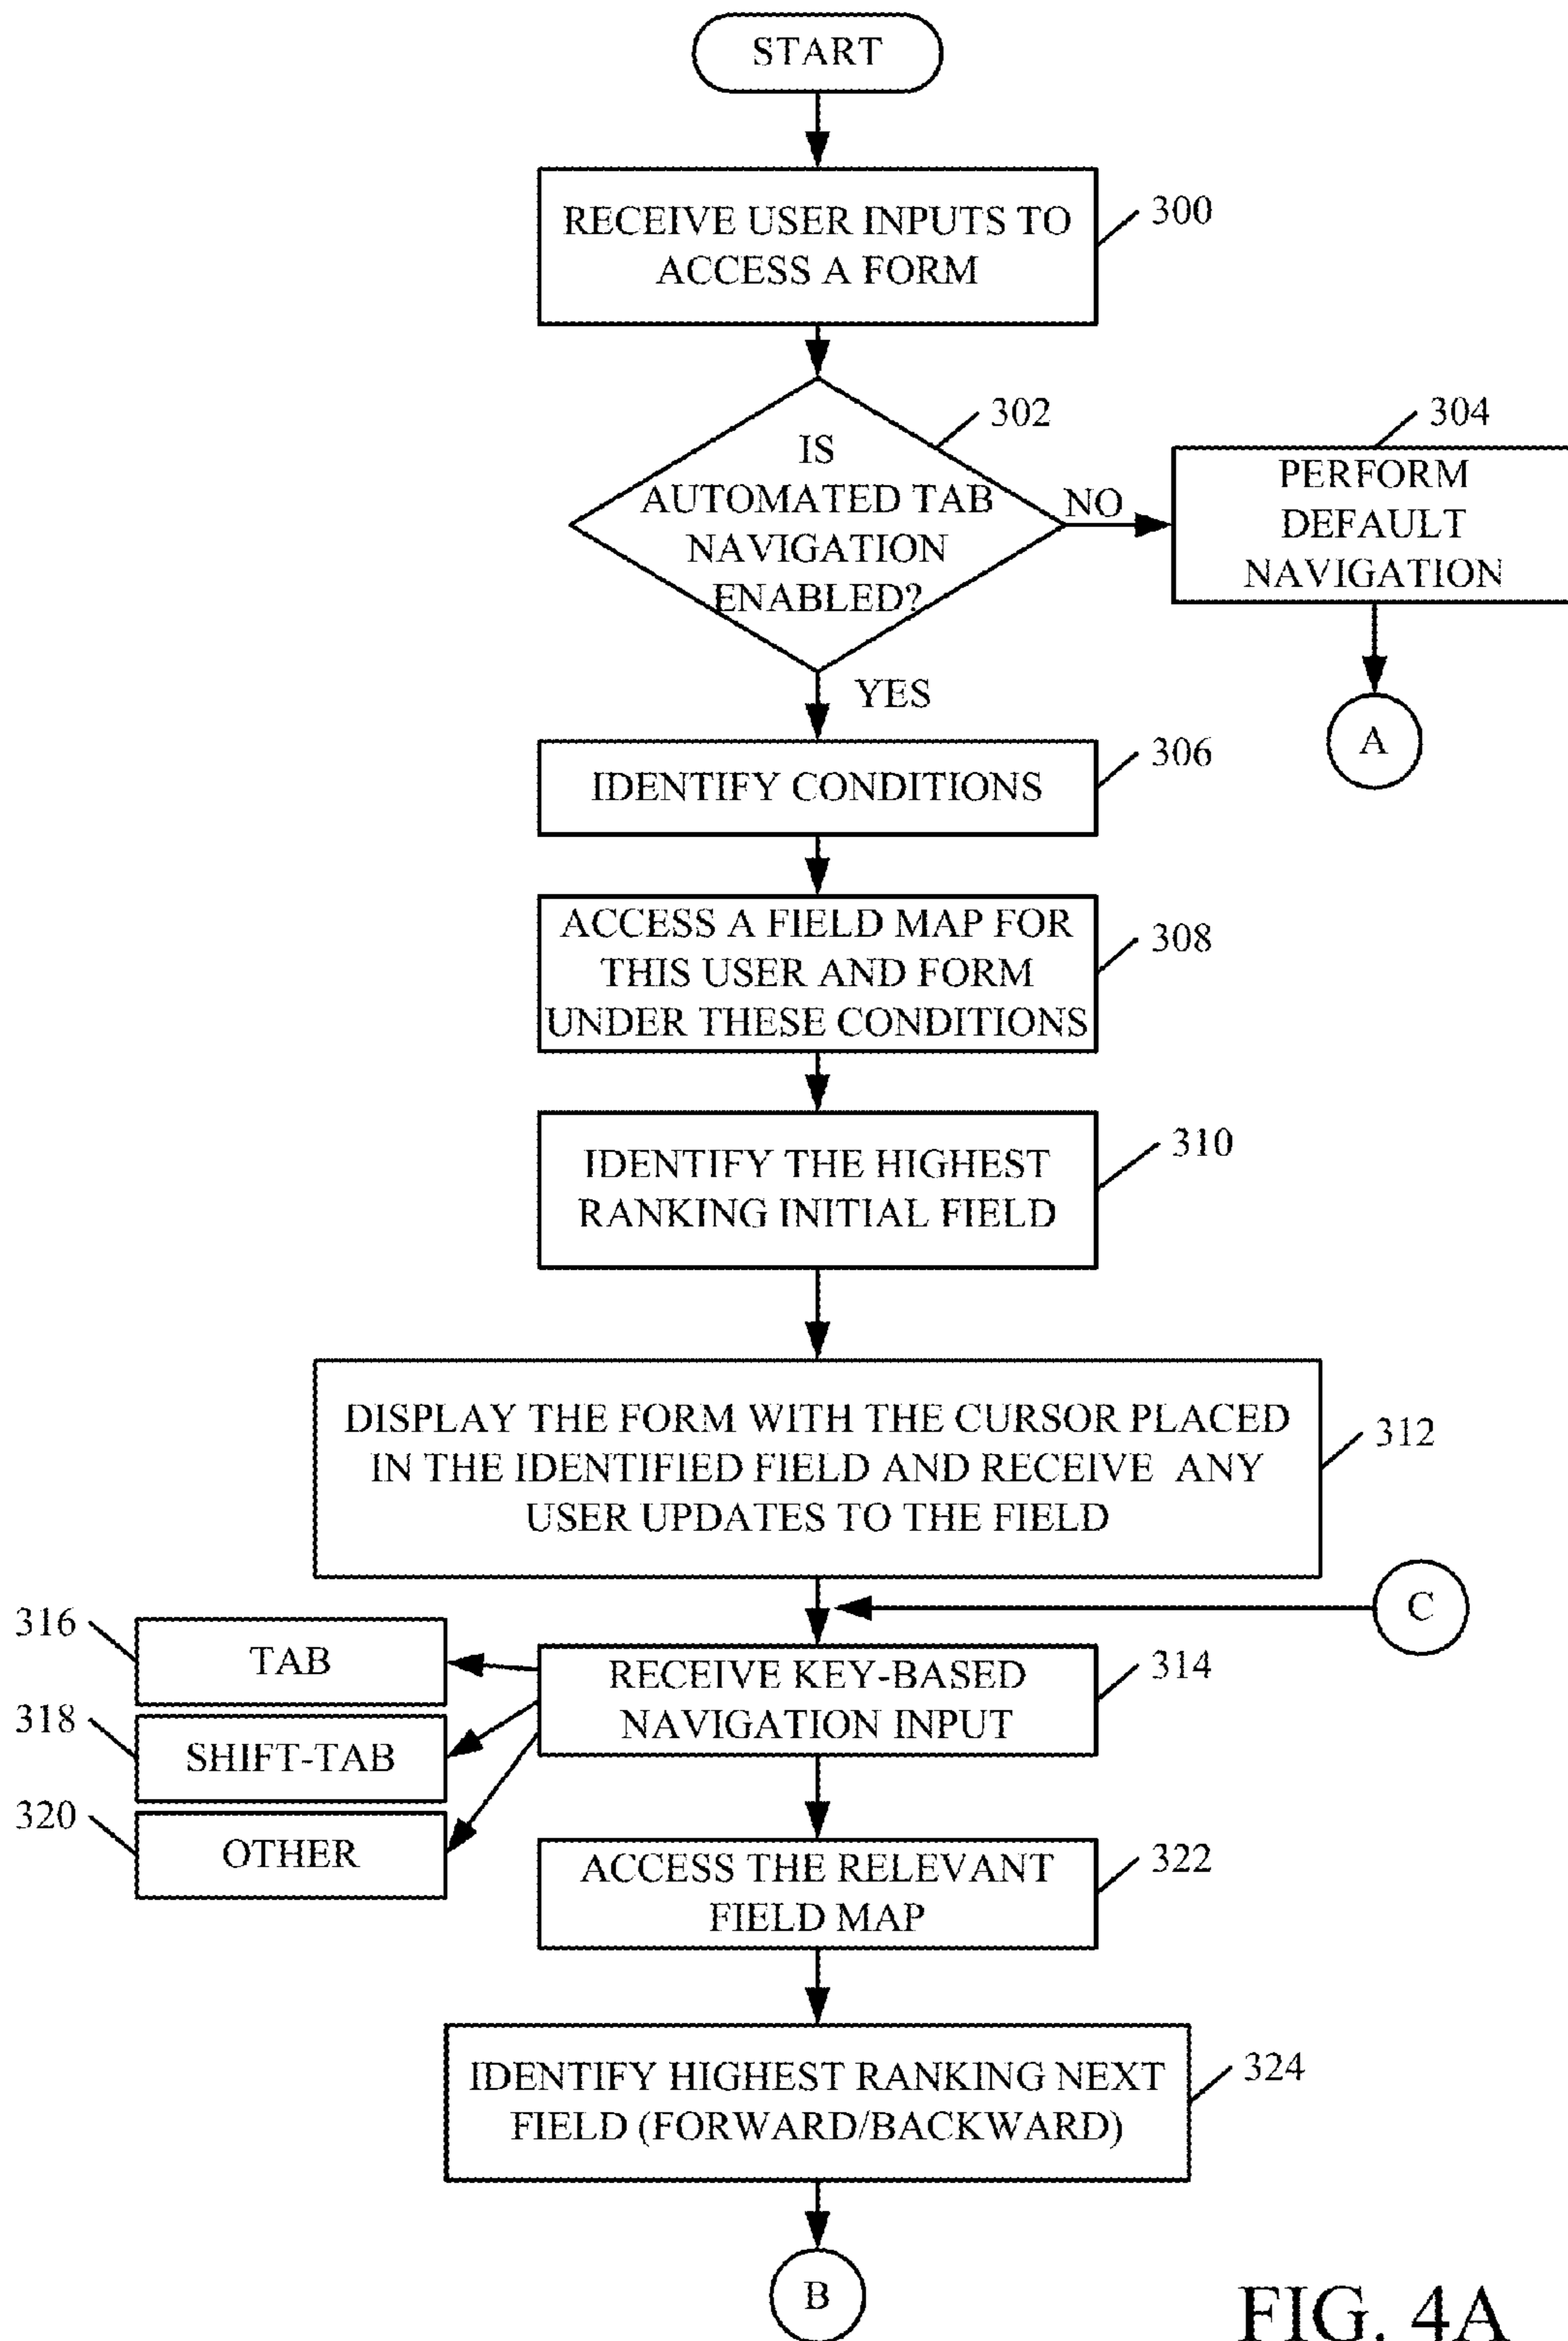 START
RECEIVE USER INPUTS TO
ACCESS A FORM
300
302
IS
AUTOMATED TAB
NAVIGATION
ENABLED?
NO
304
PERFORM
DEFAULT
NAVIGATION
A
YES
IDENTIFY CONDITIONS
306
ACCESS A FIELD MAP FOR
THIS USER AND FORM
UNDER THESE CONDITIONS
308
IDENTIFY THE HIGHEST
RANKING INITIAL FIELD
310
DISPLAY THE FORM WITH THE CURSOR PLACED
IN THE IDENTIFIED FIELD AND RECEIVE ANY
USER UPDATES TO THE FIELD
312
C
316
TAB
318
SHIFT-TAB
320
OTHER
RECEIVE KEY-BASED
NAVIGATION INPUT
314
ACCESS THE RELEVANT
FIELD MAP
322
IDENTIFY HIGHEST RANKING NEXT
FIELD (FORWARD/BACKWARD)
324
B
FIG. 4A